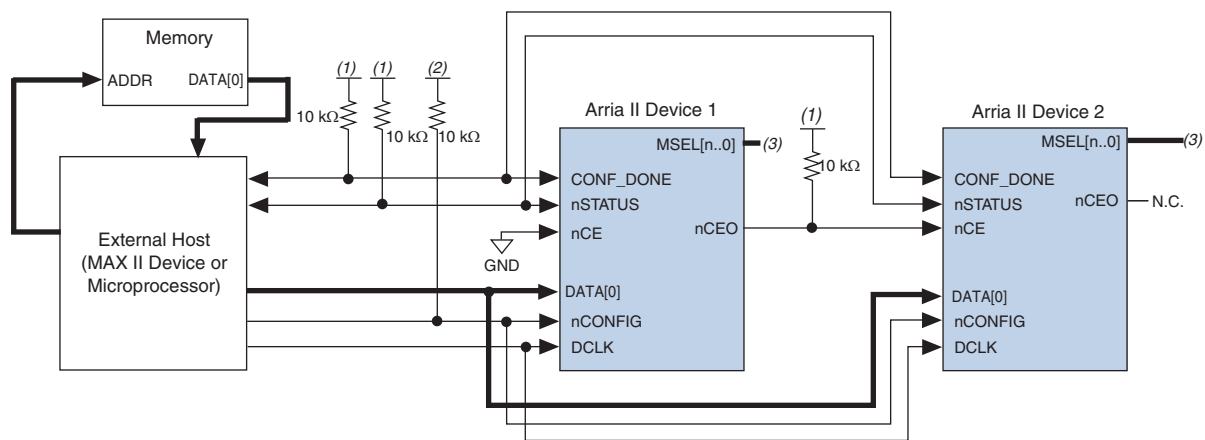 Memory
ADDR
DATA[0]
(1)
(1)
(2)
10 kΩ
10 kΩ
10 kΩ
External Host
(MAX II Device or
Microprocessor)
Arria II Device 1
MSEL[n..0]
(3)
CONF_DONE
nSTATUS
nCE
nCEO
GND
DATA[0]
nCONFIG
DCLK
(1)
10 kΩ
Arria II Device 2
MSEL[n..0]
(3)
CONF_DONE
nSTATUS
nCEO
N.C.
nCE
DATA[0]
nCONFIG
DCLK